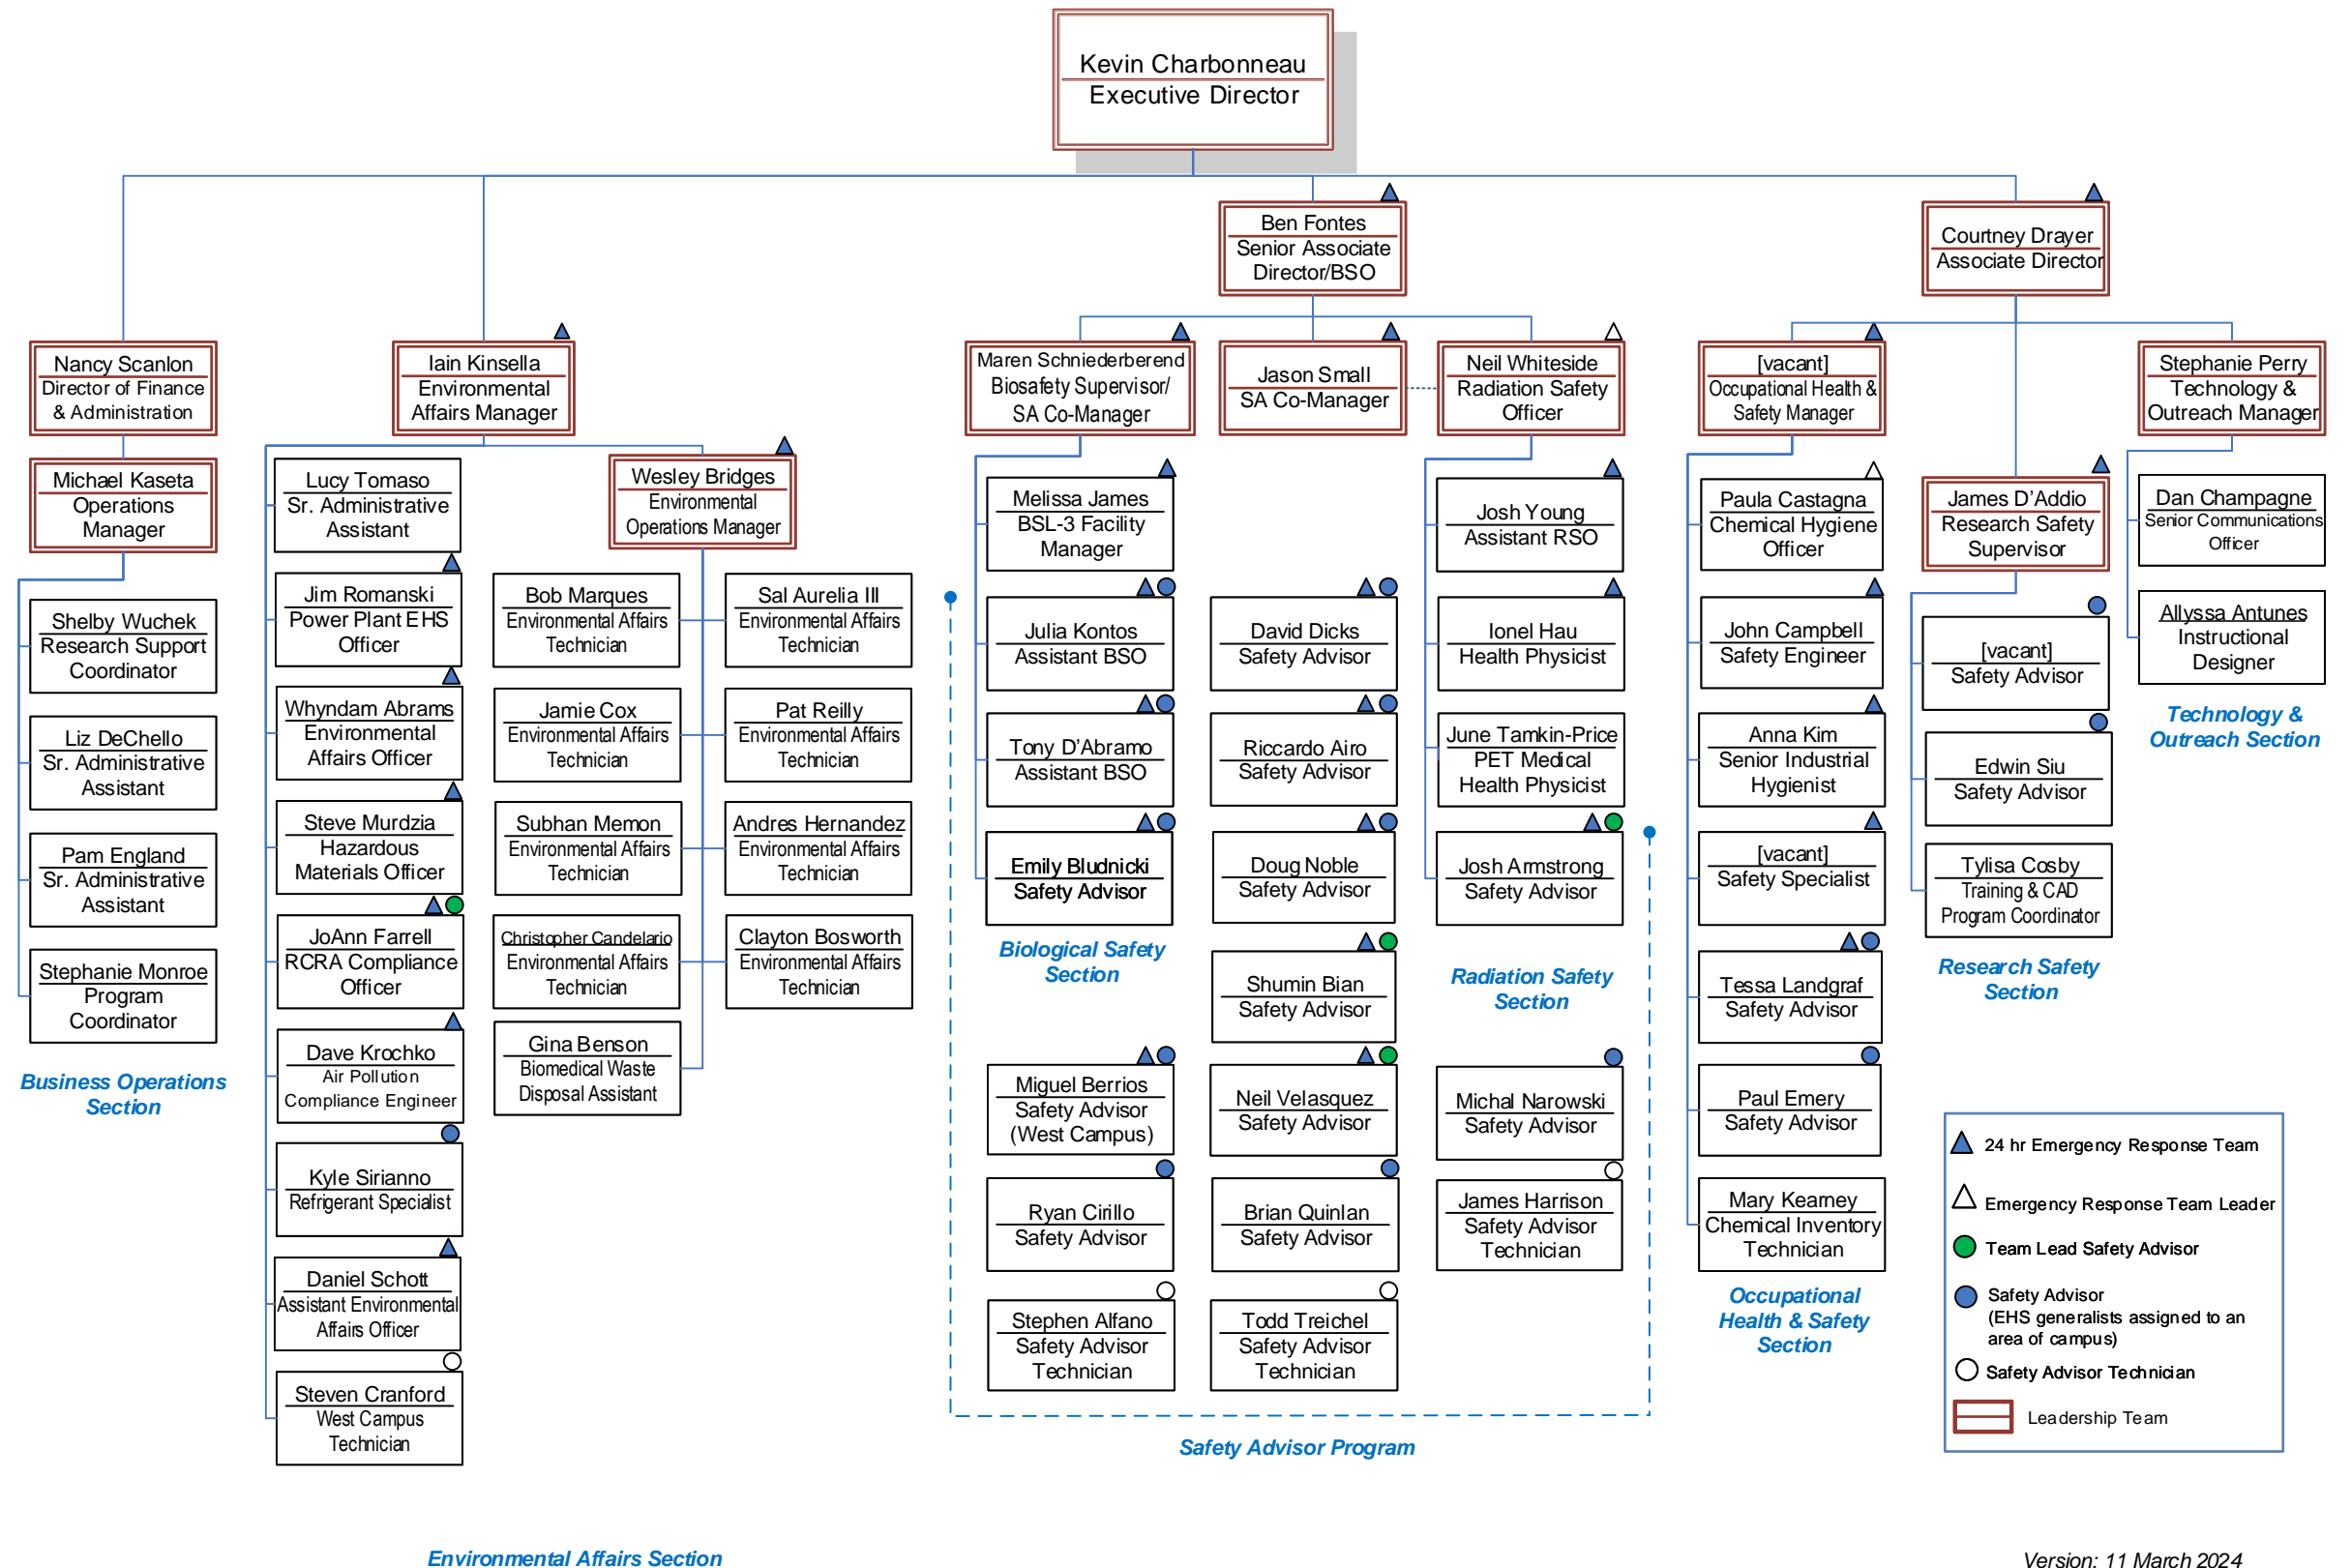 Kevin Charbonneau
Executive Director
Ben Fontes
Senior Associate
Director/BSO
Courtney Drayer
Associate Director
Nancy Scanlon
Director of Finance
& Administration
Iain Kinsella
Environmental
Affairs Manager
Maren Schniederberend
Biosafety Supervisor/
SA Co-Manager
Jason Small
SA Co-Manager
Neil Whiteside
Radiation Safety
Officer
[vacant]
Occupational Health &
Safety Manager
Stephanie Perry
Technology &
Outreach Manager
Michael Kaseta
Operations
Manager
Shelby Wuchek
Research Support
Coordinator
Liz DeChello
Sr. Administrative
Assistant
Pam England
Sr. Administrative
Assistant
Stephanie Monroe
Program
Coordinator
Business Operations
Section
Lucy Tomaso
Sr. Administrative
Assistant
Jim Romanski
Power Plant EHS
Officer
Whyndam Abrams
Environmental
Affairs Officer
Steve Murdzia
Hazardous
Materials Officer
JoAnn Farrell
RCRA Compliance
Officer
Dave Krochko
Air Pollution
Compliance Engineer
Kyle Sirianno
Refrigerant Specialist
Daniel Schott
Assistant Environmental
Affairs Officer
Steven Cranford
West Campus
Technician
Wesley Bridges
Environmental
Operations Manager
Bob Marques
Environmental Affairs
Technician
Sal Aurelia III
Environmental Affairs
Technician
Jamie Cox
Environmental Affairs
Technician
Pat Reilly
Environmental Affairs
Technician
Subhan Memon
Environmental Affairs
Technician
Andres Hernandez
Environmental Affairs
Technician
Christopher Candelario
Environmental Affairs
Technician
Clayton Bosworth
Environmental Affairs
Technician
Gina Benson
Biomedical Waste
Disposal Assistant
Environmental Affairs Section
Melissa James
BSL-3 Facility
Manager
Julia Kontos
Assistant BSO
Tony D'Abramo
Assistant BSO
Emily Bludnicki
Safety Advisor
Biological Safety
Section
Miguel Berrios
Safety Advisor
(West Campus)
Ryan Cirillo
Safety Advisor
Stephen Alfano
Safety Advisor
Technician
David Dicks
Safety Advisor
Riccardo Airo
Safety Advisor
Doug Noble
Safety Advisor
Shumin Bian
Safety Advisor
Neil Velasquez
Safety Advisor
Brian Quinlan
Safety Advisor
Todd Treichel
Safety Advisor
Technician
Josh Young
Assistant RSO
Ionel Hau
Health Physicist
June Tamkin-Price
PET Medical
Health Physicist
Josh Armstrong
Safety Advisor
Radiation Safety
Section
Michal Narowski
Safety Advisor
James Harrison
Safety Advisor
Technician
Safety Advisor Program
Paula Castagna
Chemical Hygiene
Officer
John Campbell
Safety Engineer
Anna Kim
Senior Industrial
Hygienist
[vacant]
Safety Specialist
Tessa Landgraf
Safety Advisor
Paul Emery
Safety Advisor
Mary Kearney
Chemical Inventory
Technician
Occupational
Health & Safety
Section
James D'Addio
Research Safety
Supervisor
[vacant]
Safety Advisor
Edwin Siu
Safety Advisor
Tylisa Cosby
Training & CAD
Program Coordinator
Research Safety
Section
Dan Champagne
Senior Communications
Officer
Allyssa Antunes
Instructional
Designer
Technology &
Outreach Section
24 hr Emergency Response Team
Emergency Response Team Leader
Team Lead Safety Advisor
Safety Advisor
(EHS generalists assigned to an
area of campus)
Safety Advisor Technician
Leadership Team
Version: 11 March 2024